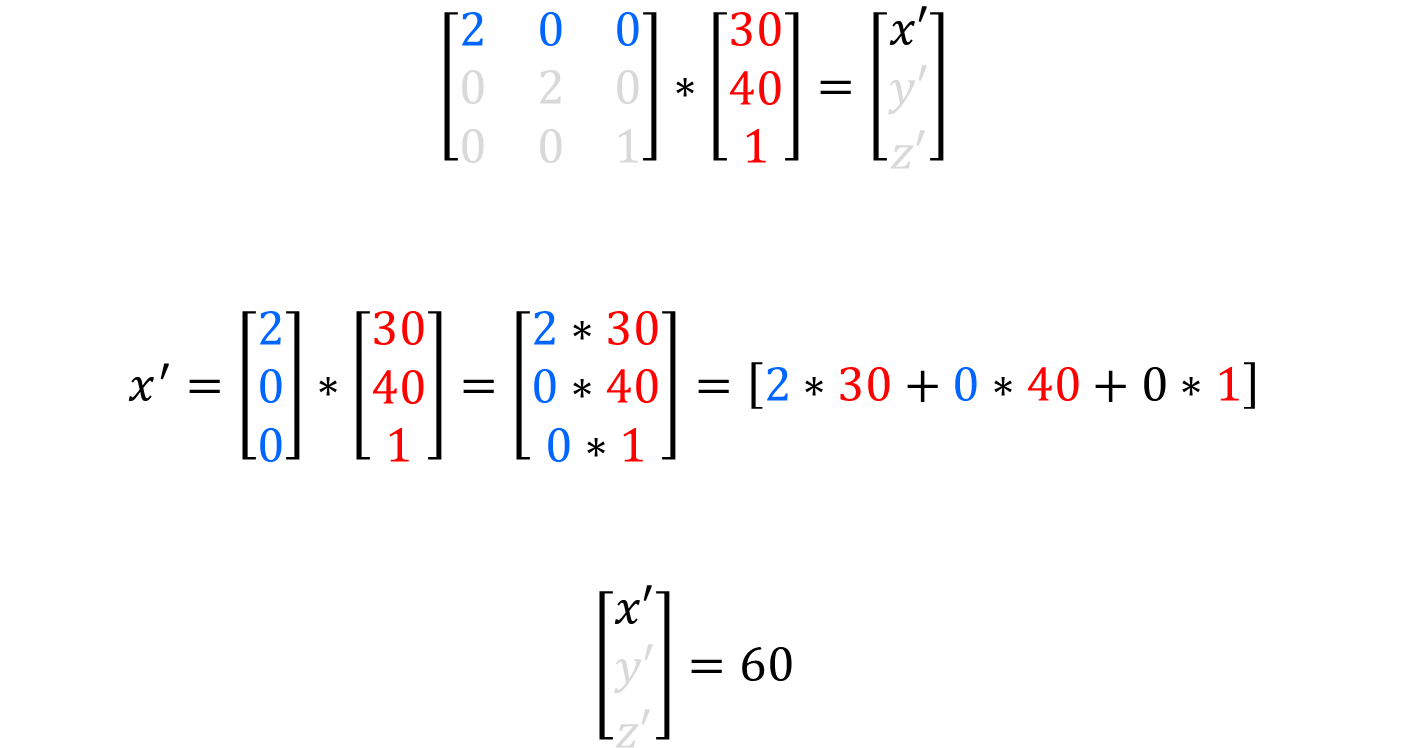 [2 0 0; 0 2 0; 0 0 1] * [30; 40; 1] = [x′; y′; z′]
x′ = [2; 0; 0] * [30; 40; 1] = [2 * 30; 0 * 40; 0 * 1] = [2 * 30 + 0 * 40 + 0 * 1]
[x′; y′; z′] = 60